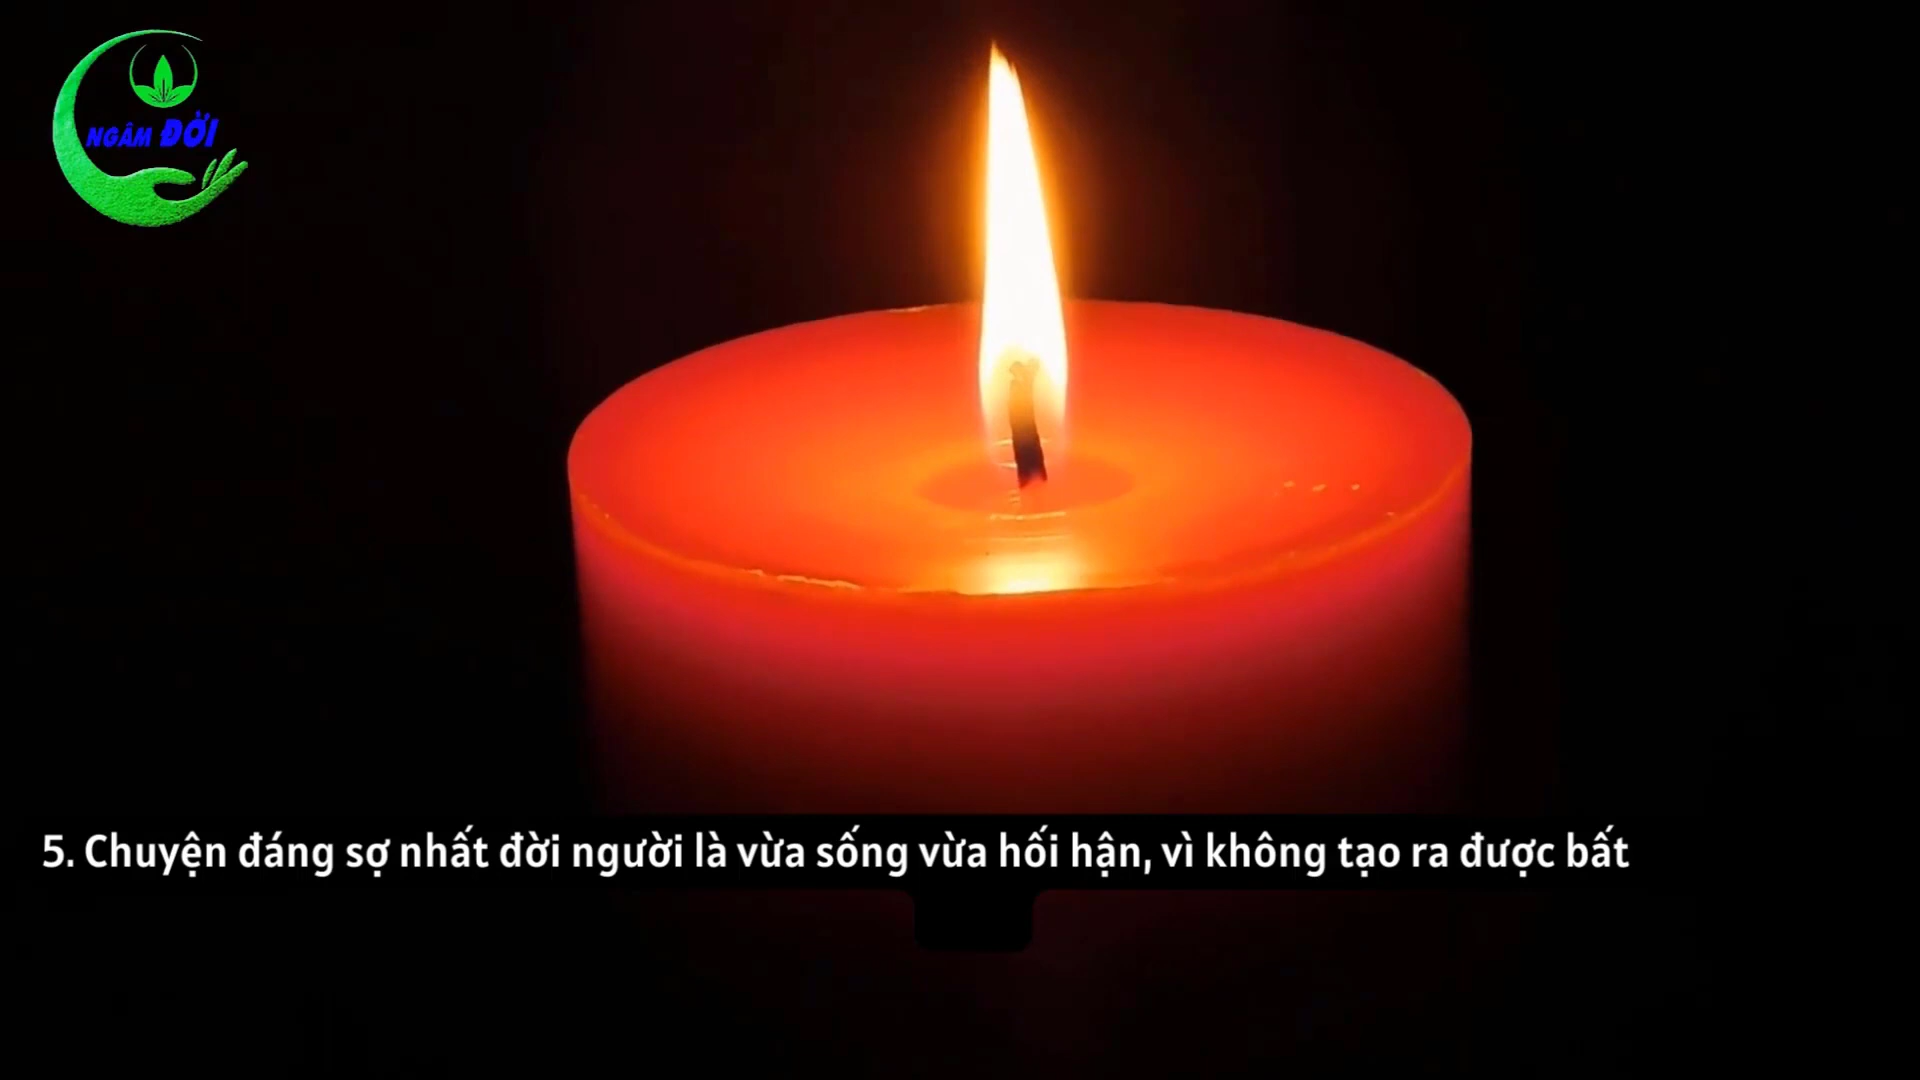 NGÂM ĐỜI
5. Chuyện đáng sợ nhất đời người là vừa sống vừa hối hận, vì không tạo ra được bất